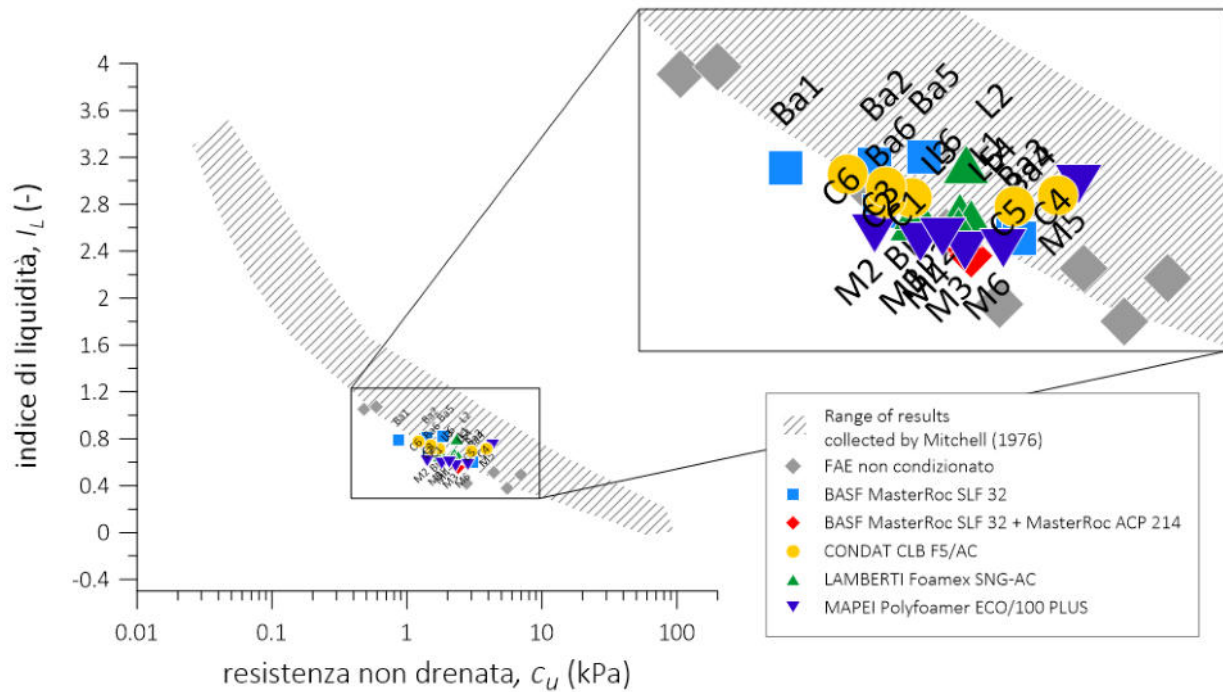 4
3.6
3.2
2.8
2.4
2
1.6
1.2
0.8
0.4
0
-0.4
indice di liquidità, I_L (-)
0.01
0.1
1
10
100
resistenza non drenata, c_u (kPa)
Ba1
Ba2
Ba5
L2
Ba6
C6
C1
C5
C4
M5
M2
M3
M6
Range of results
collected by Mitchell (1976)
FAE non condizionato
BASF MasterRoc SLF 32
BASF MasterRoc SLF 32 + MasterRoc ACP 214
CONDAT CLB F5/AC
LAMBERTI Foamex SNG-AC
MAPEI Polyfoamer ECO/100 PLUS